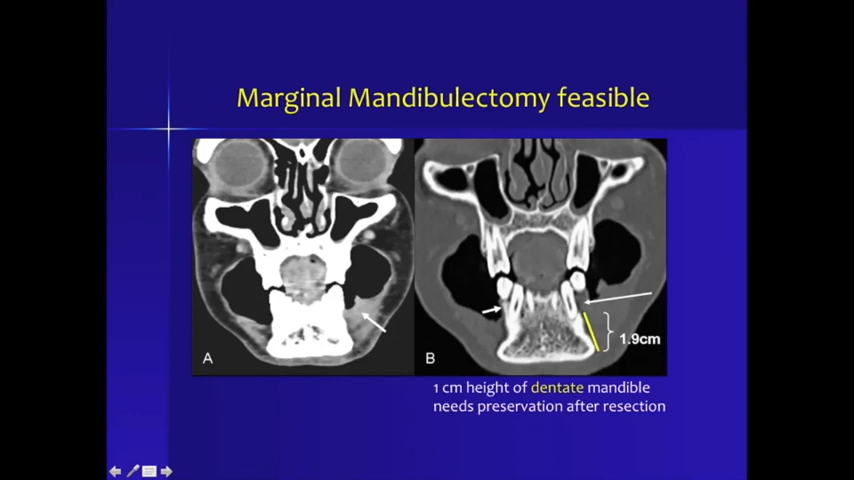 Marginal Mandibulectomy feasible
A
B
1.9cm
1 cm height of dentate mandible
needs preservation after resection